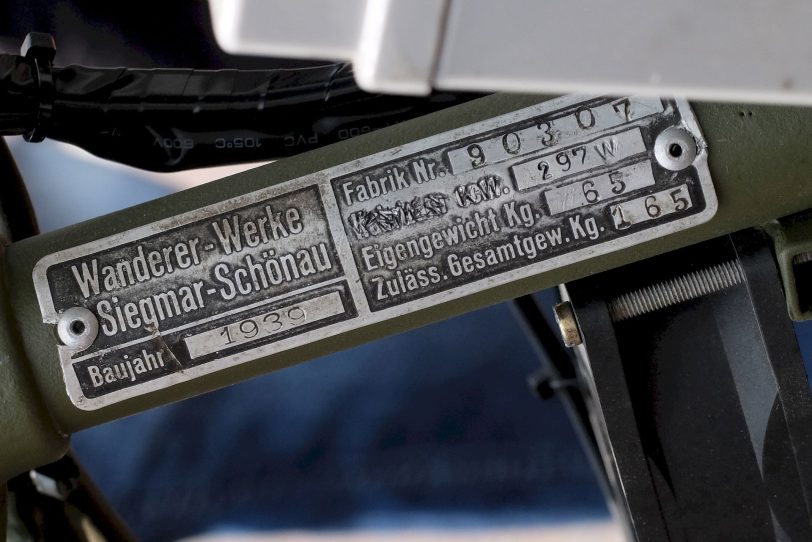 600V PVC 105°C 600V
Wanderer-Werke
Siegmar-Schönau
Baujahr 1939
Fabrik Nr. 90307
297 W
Eigengewicht Kg. 65
Zuläss. Gesamtgew. Kg. 165